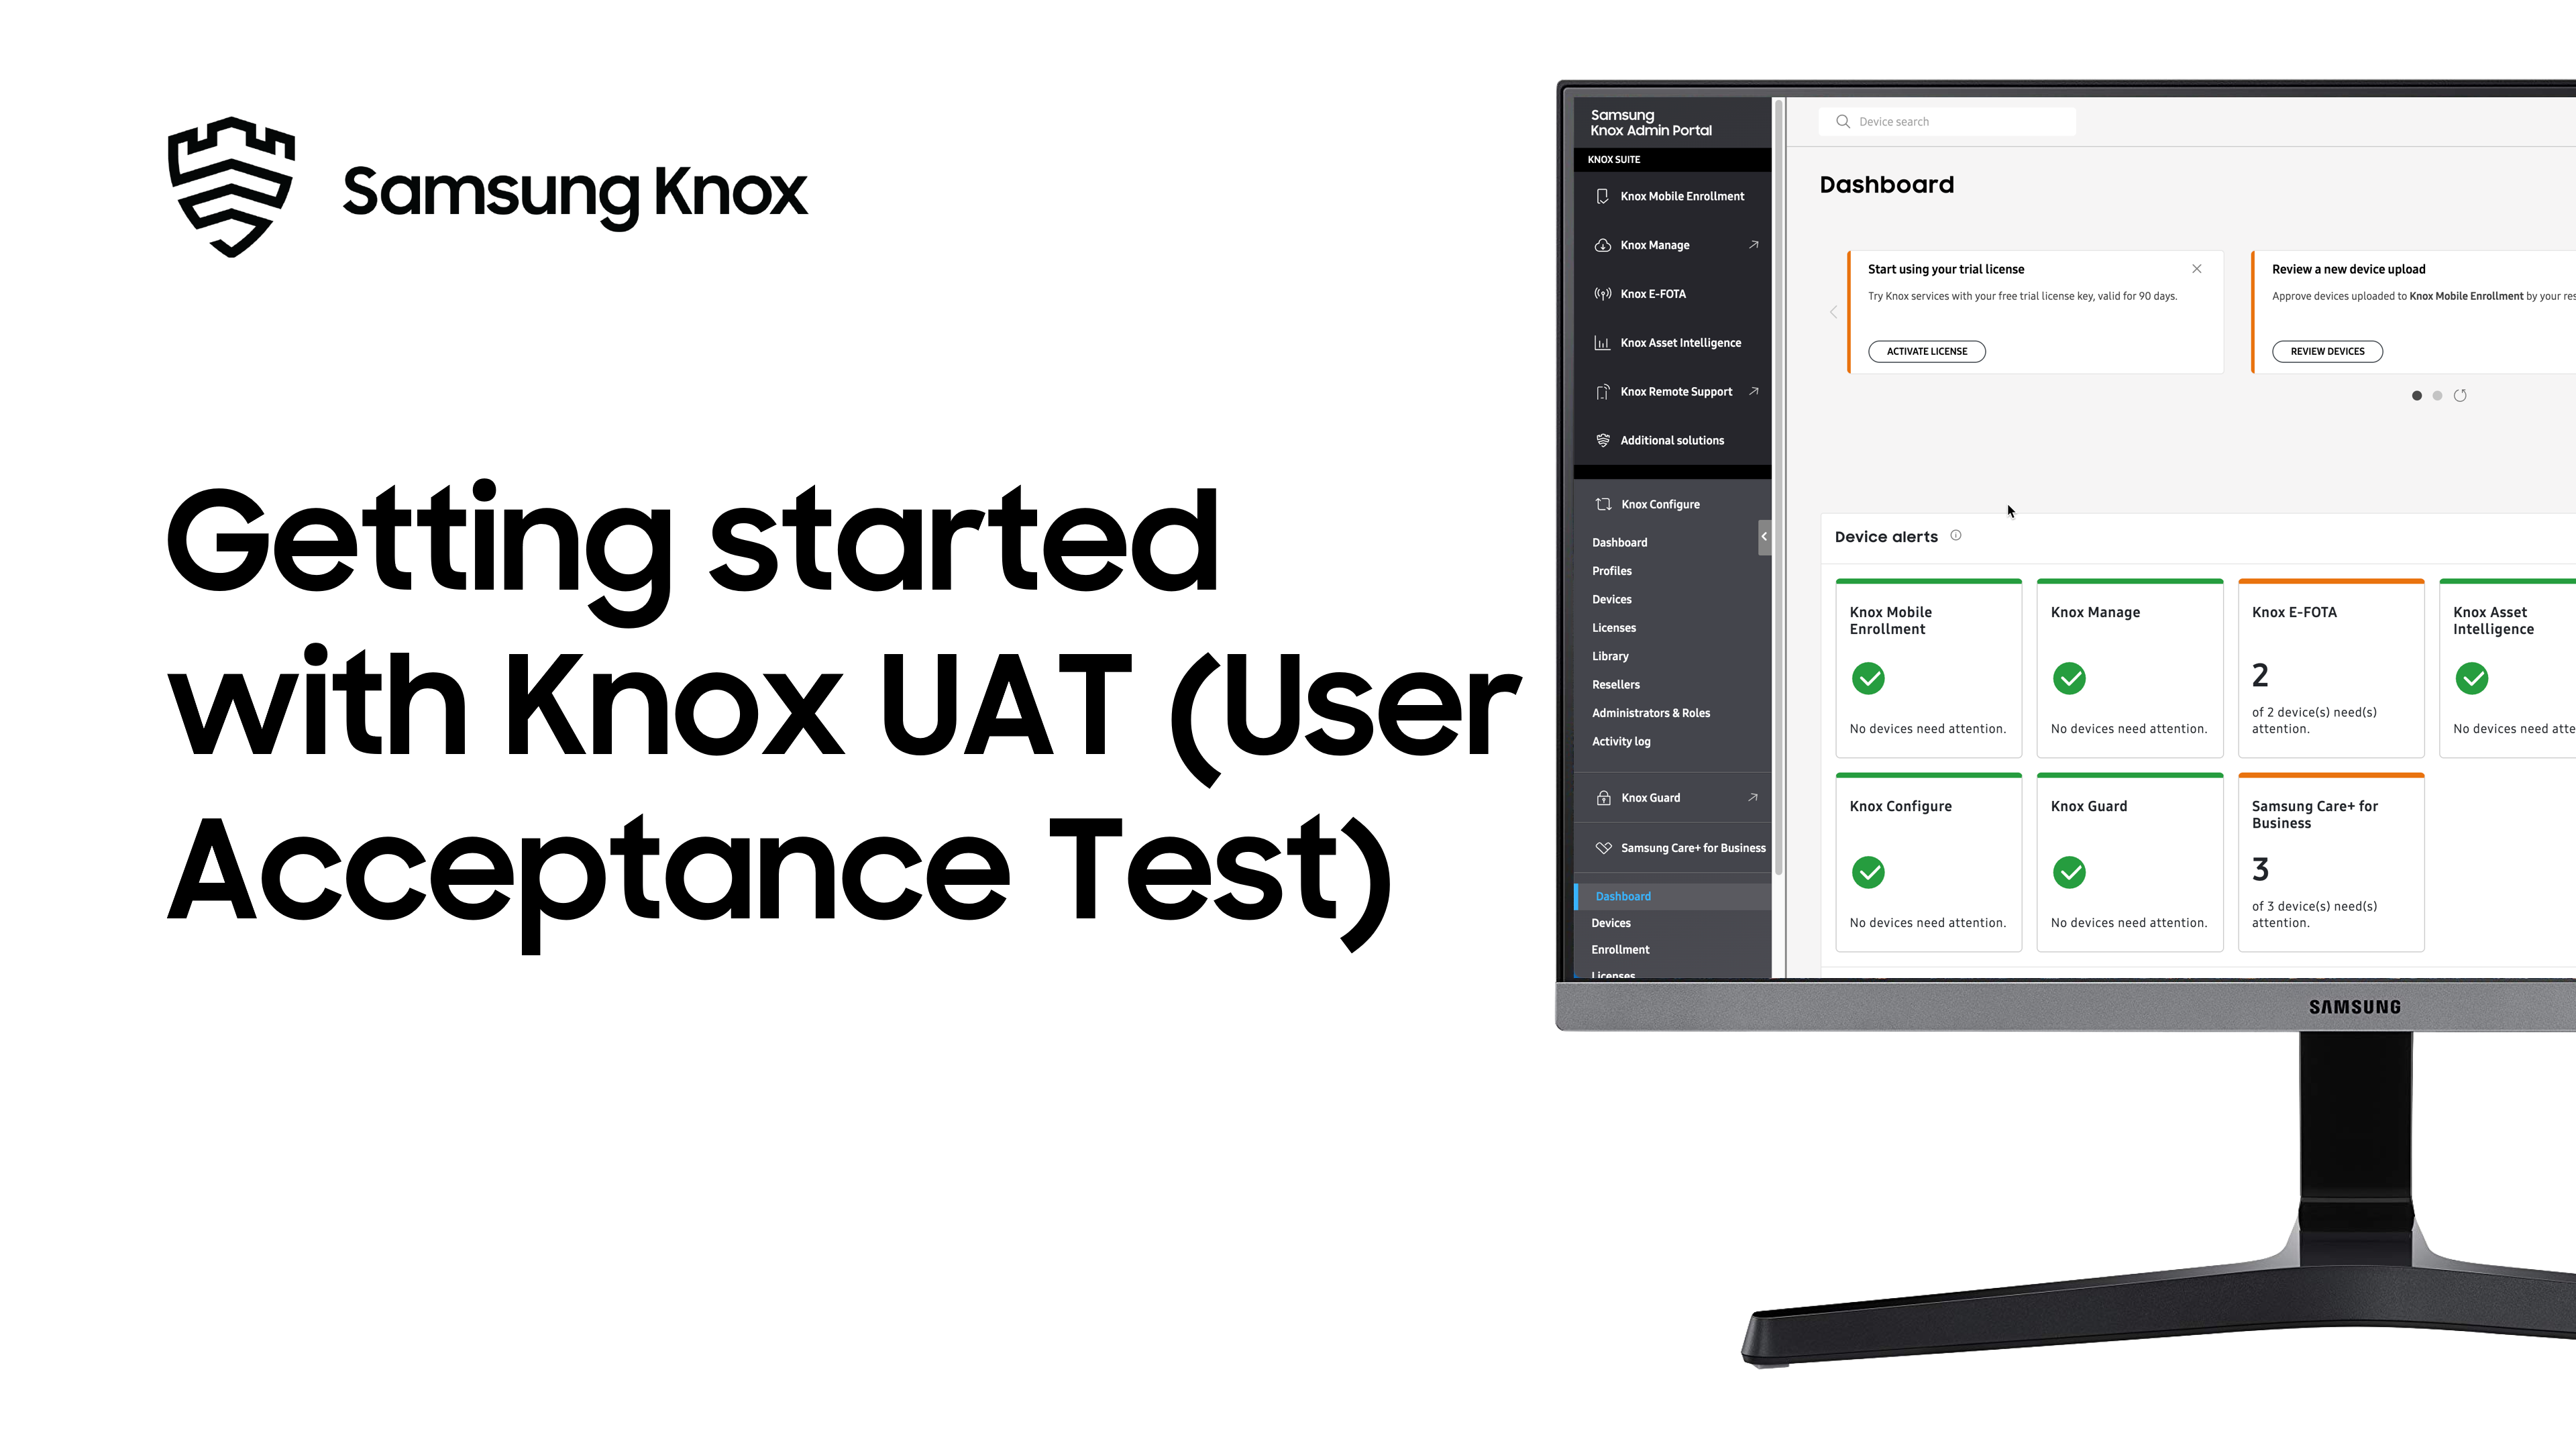 Samsung Knox
Getting started
with Knox UAT (User
Acceptance Test)
Samsung
Knox Admin Portal
KNOX SUITE
Knox Mobile Enrollment
Knox Manage
Knox E-FOTA
Knox Asset Intelligence
Knox Remote Support
Additional solutions
Knox Configure
Dashboard
Profiles
Devices
Licenses
Library
Resellers
Administrators & Roles
Activity log
Knox Guard
Samsung Care+ for Business
Dashboard
Devices
Enrollment
Licenses
Device search
Dashboard
Start using your trial license
Try Knox services with your free trial license key, valid for 90 days.
ACTIVATE LICENSE
Review a new device upload
Approve devices uploaded to Knox Mobile Enrollment by your
REVIEW DEVICES
Device alerts
Knox Mobile
Enrollment
No devices need attention.
Knox Manage
No devices need attention.
Knox E-FOTA
2
of 2 device(s) need(s)
attention.
Knox Asset
Intelligence
No devices need
Knox Configure
No devices need attention.
Knox Guard
No devices need attention.
Samsung Care+ for
Business
3
of 3 device(s) need(s)
attention.
SAMSUNG